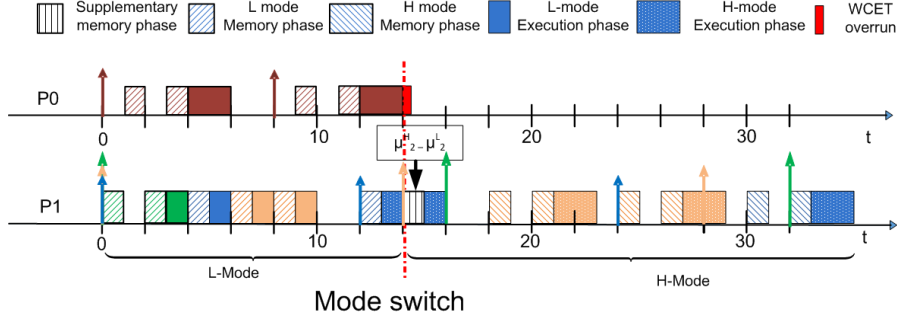 Supplementary
memory phase
L mode
Memory phase
H mode
Memory phase
L-mode
Execution phase
H-mode
Execution phase
WCET
overrun
P0
0 10 20 30 t
μᴴ₂₋ μᴸ₂
P1
0 10 20 30 t
L-Mode H-Mode
Mode switch